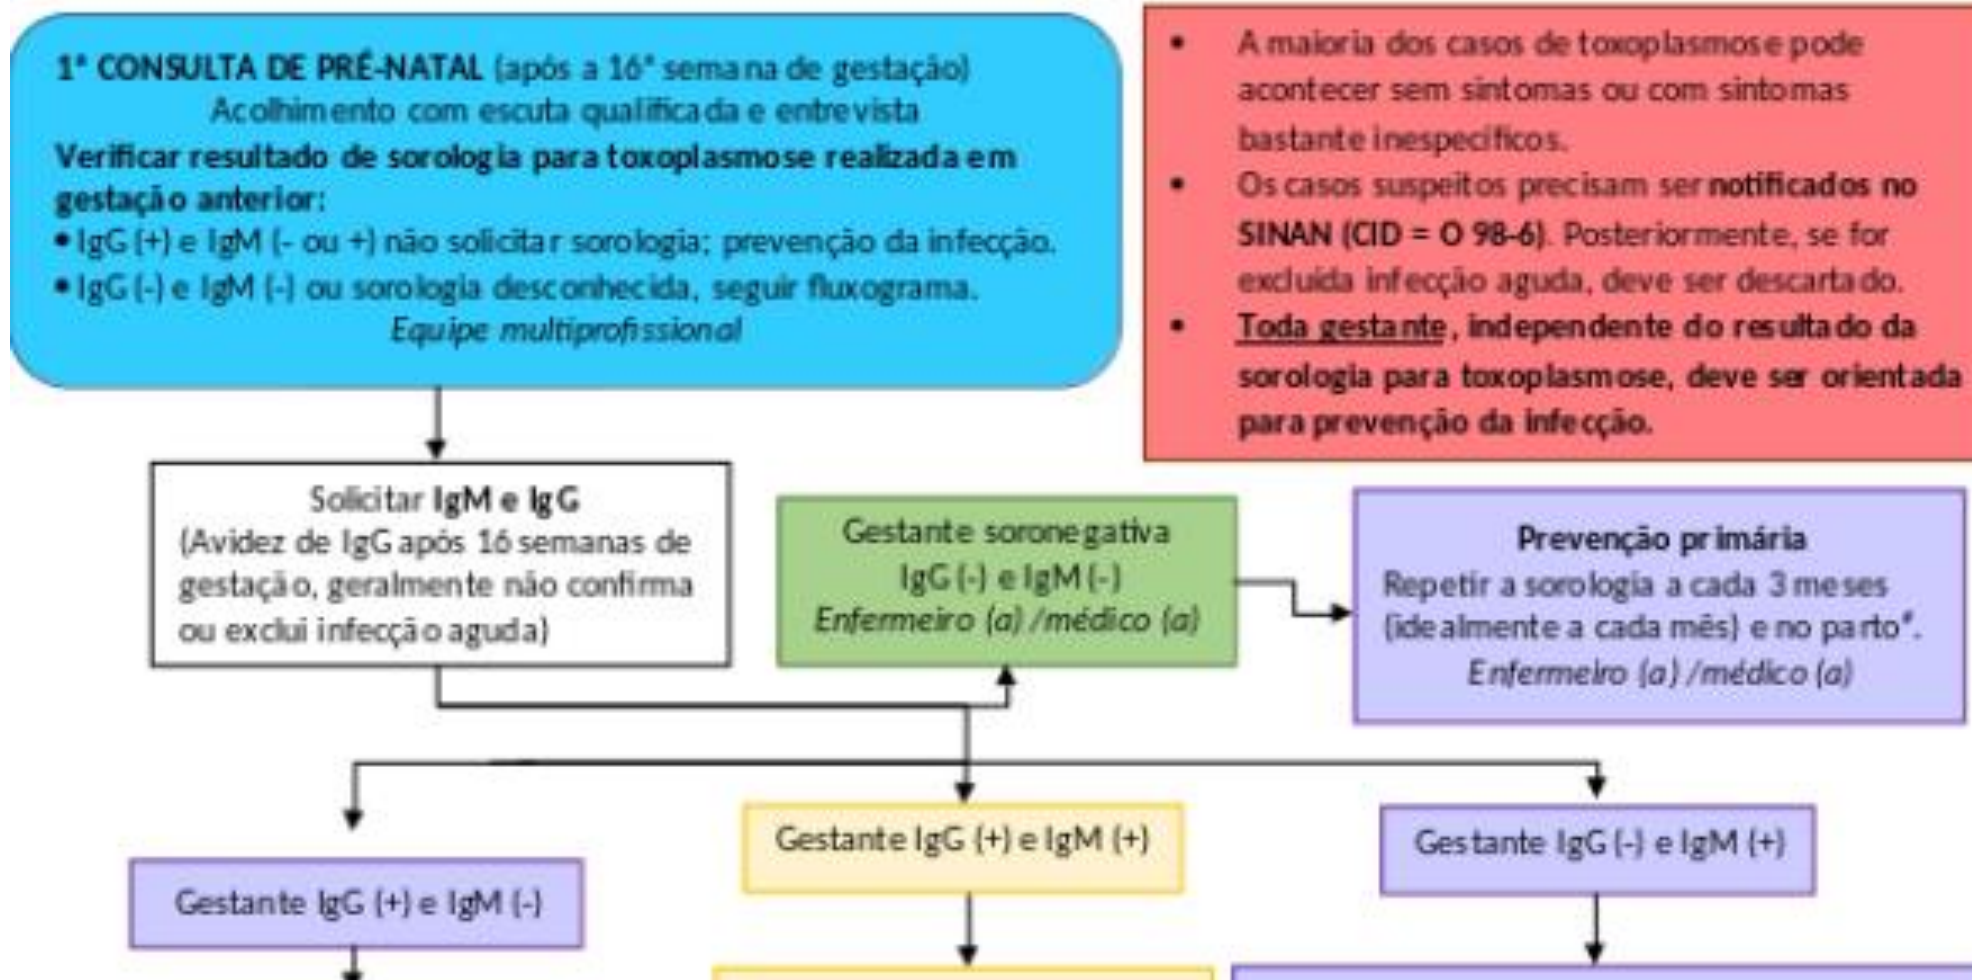 1ª CONSULTA DE PRÉ-NATAL (após a 16ª semana de gestação)
Acolhimento com escuta qualificada e entrevista
Verificar resultado de sorologia para toxoplasmose realizada em
gestação anterior:
• IgG (+) e IgM (- ou +) não solicitar sorologia; prevenção da infecção.
• IgG (-) e IgM (-) ou sorologia desconhecida, seguir fluxograma.
Equipe multiprofissional
• A maioria dos casos de toxoplasmose pode
acontecer sem sintomas ou com sintomas
bastante inespecíficos.
• Os casos suspeitos precisam ser notificados no
SINAN (CID = O 98-6). Posteriormente, se for
excluída infecção aguda, deve ser descartado.
• Toda gestante, independente do resultado da
sorologia para toxoplasmose, deve ser orientada
para prevenção da infecção.
Solicitar IgM e IgG
(Avidez de IgG após 16 semanas de
gestação, geralmente não confirma
ou exclui infecção aguda)
Gestante soronegativa
IgG (-) e IgM (-)
Enfermeiro (a) /médico (a)
Prevenção primária
Repetir a sorologia a cada 3 meses
(idealmente a cada mês) e no parto#.
Enfermeiro (a) /médico (a)
Gestante IgG (+) e IgM (-)
Gestante IgG (+) e IgM (+)
Gestante IgG (-) e IgM (+)